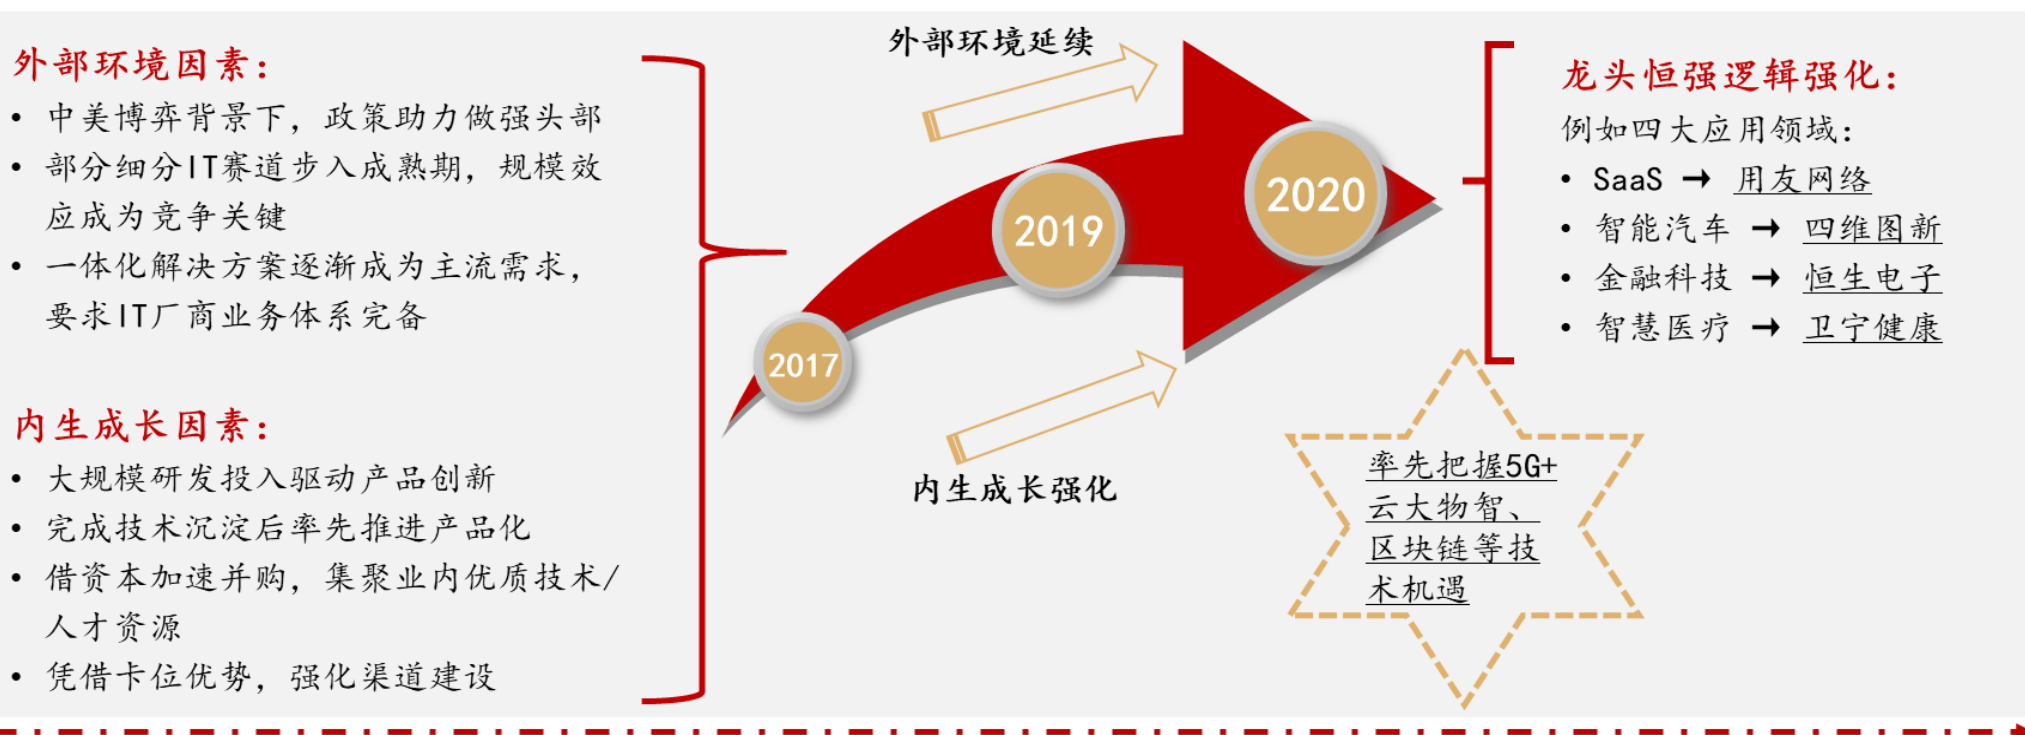 外部环境因素：
• 中美博弈背景下，政策助力做强头部
• 部分细分IT赛道步入成熟期，规模效
应成为竞争关键
• 一体化解决方案逐渐成为主流需求，
要求IT厂商业务体系完备
内生成长因素：
• 大规模研发投入驱动产品创新
• 完成技术沉淀后率先推进产品化
• 借资本加速并购，集聚业内优质技术/
人才资源
• 凭借卡位优势，强化渠道建设
外部环境延续
2017
2019
2020
内生成长强化
龙头恒强逻辑强化：
例如四大应用领域：
• SaaS → 用友网络
• 智能汽车 → 四维图新
• 金融科技 → 恒生电子
• 智慧医疗 → 卫宁健康
率先把握5G+
云大物智、
区块链等技
术机遇